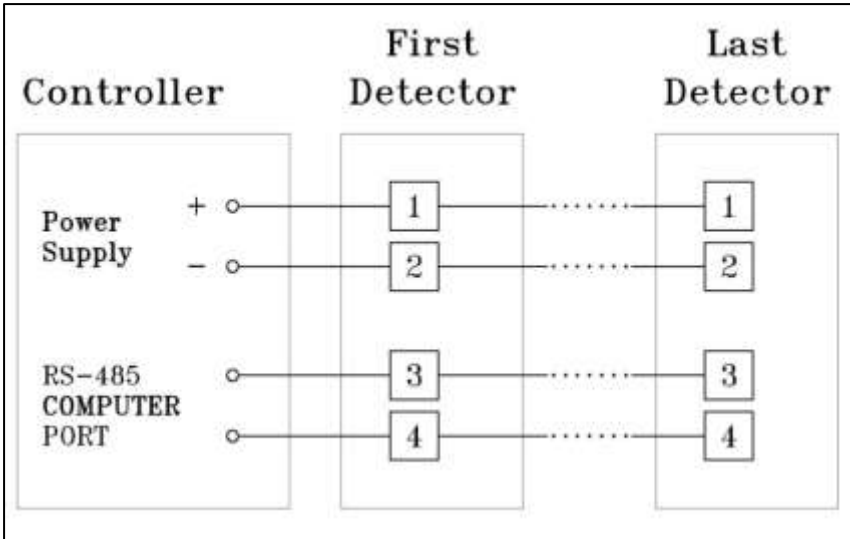 Controller
First
Detector
Last
Detector
Power
Supply
+
-
RS-485
COMPUTER
PORT
1
2
3
4
1
2
3
4